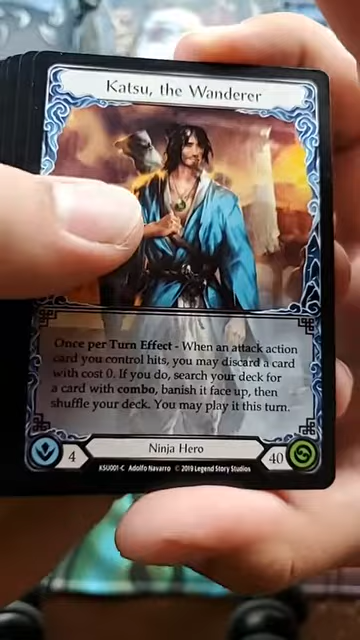 Katsu, the Wanderer
Once per Turn Effect - When an attack action
card you control hits, you may discard a card
with cost 0. If you do, search your deck for
a card with combo, banish it face up, then
shuffle your deck. You may play it this turn.
4
Ninja Hero
40
KSU001-C Adolfo Navarro © 2019 Legend Story Studios